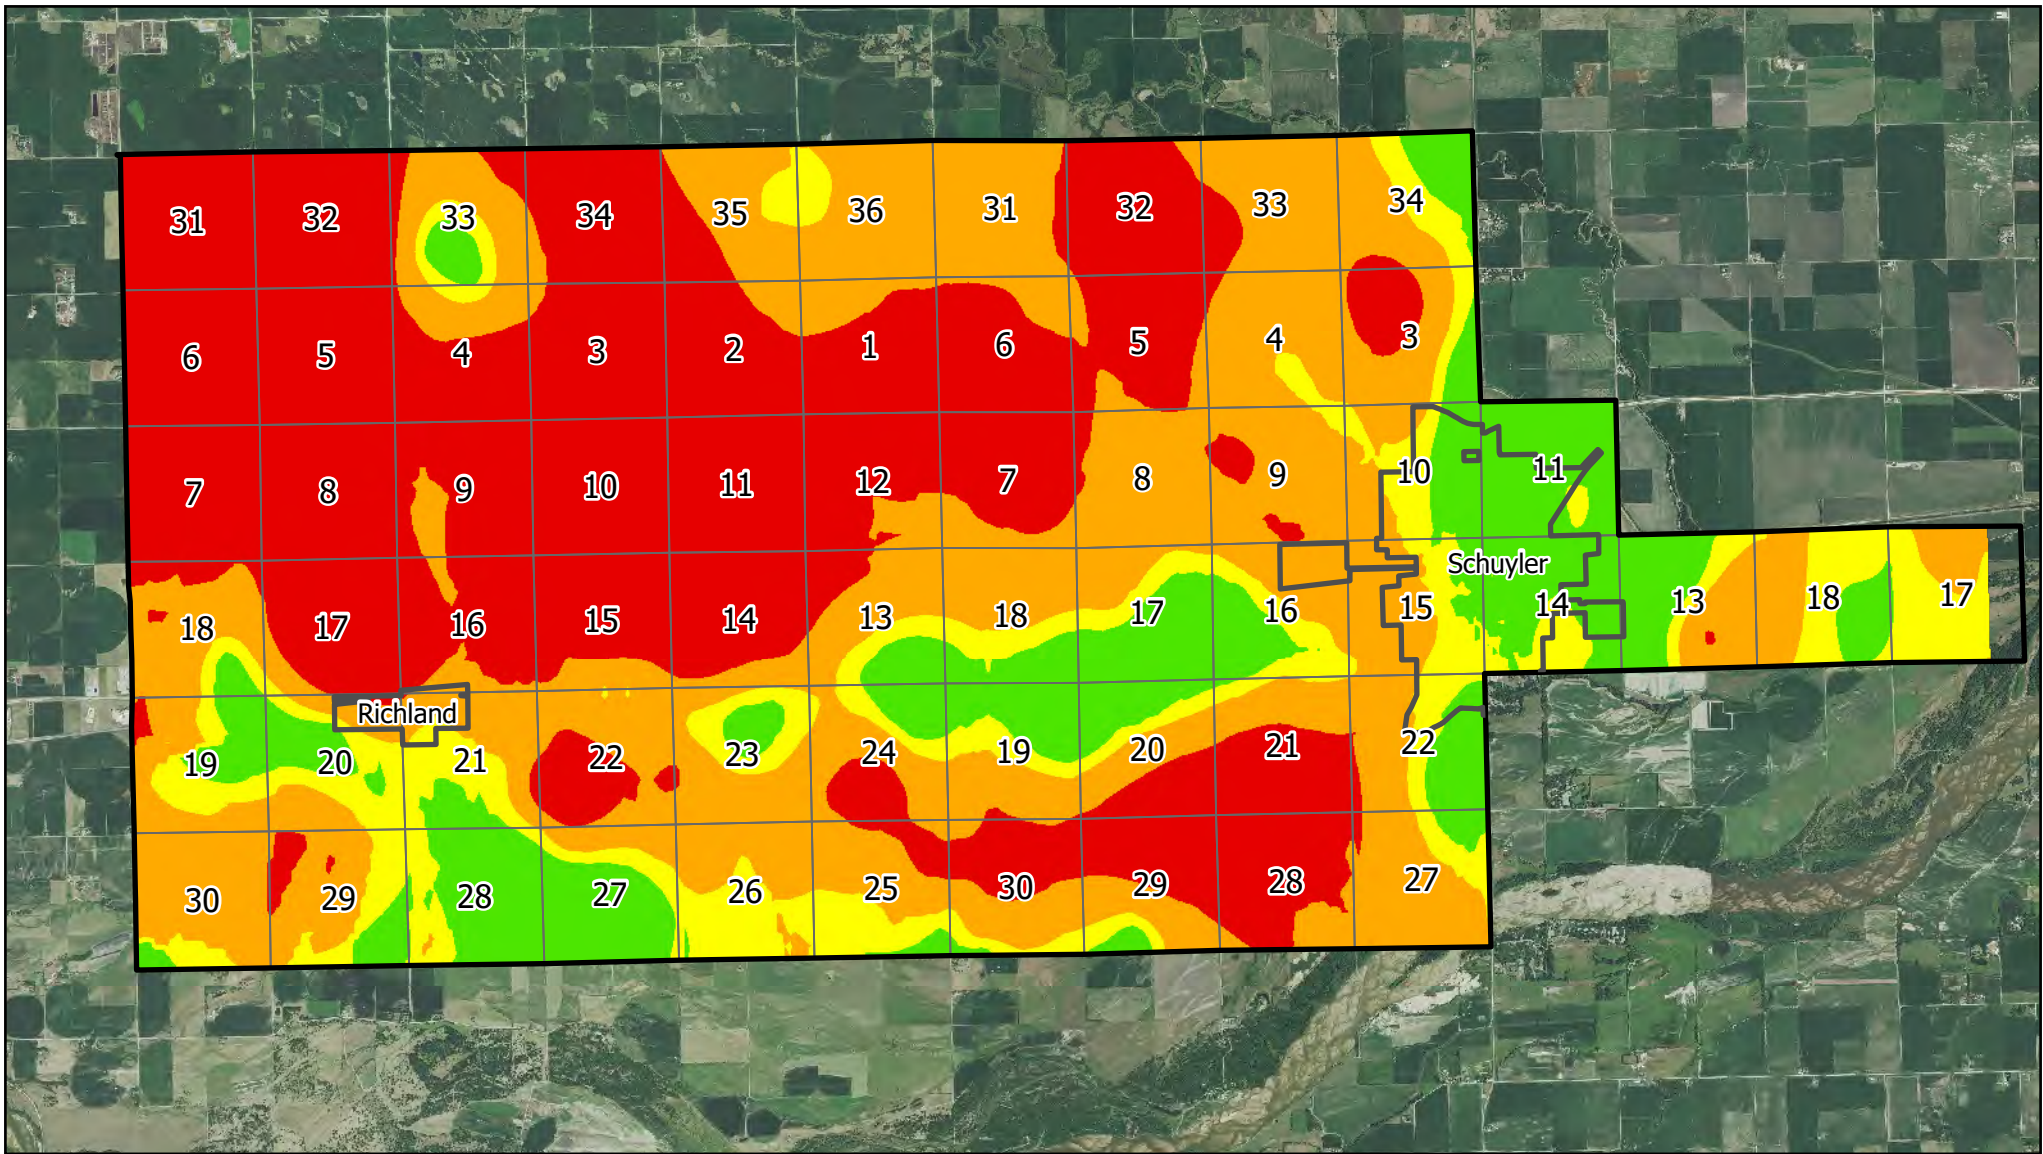 31 32 33 34 35 36 31 32 33 34
6 5 4 3 2 1 6 5 4 3
7 8 9 10 11 12 7 8 9 10 11
Schuyler
18 17 16 15 14 13 18 17 16 15 14 13 18 17
Richland
19 20 21 22 23 24 19 20 21 22
30 29 28 27 26 25 30 29 28 27